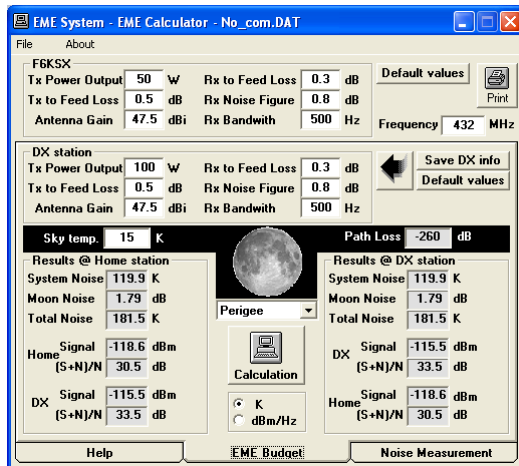 EME System - EME Calculator - No_com.DAT
File About
F6KSX
Tx Power Output 50 W Rx to Feed Loss 0.3 dB
Tx to Feed Loss 0.5 dB Rx Noise Figure 0.8 dB
Antenna Gain 47.5 dBi Rx Bandwith 500 Hz
Default values
Print
Frequency 432 MHz
DX station
Tx Power Output 100 W Rx to Feed Loss 0.3 dB
Tx to Feed Loss 0.5 dB Rx Noise Figure 0.8 dB
Antenna Gain 47.5 dBi Rx Bandwith 500 Hz
Save DX info
Default values
Sky temp. 15 K
Path Loss -260 dB
Results @ Home station
System Noise 119.9 K
Moon Noise 1.79 dB
Total Noise 181.5 K
Home Signal -118.6 dBm
(S+N)/N 30.5 dB
DX Signal -115.5 dBm
(S+N)/N 33.5 dB
Perigee
Calculation
K
dBm/Hz
Results @ DX station
System Noise 119.9 K
Moon Noise 1.79 dB
Total Noise 181.5 K
DX Signal -115.5 dBm
(S+N)/N 33.5 dB
Home Signal -118.6 dBm
(S+N)/N 30.5 dB
Help EME Budget Noise Measurement